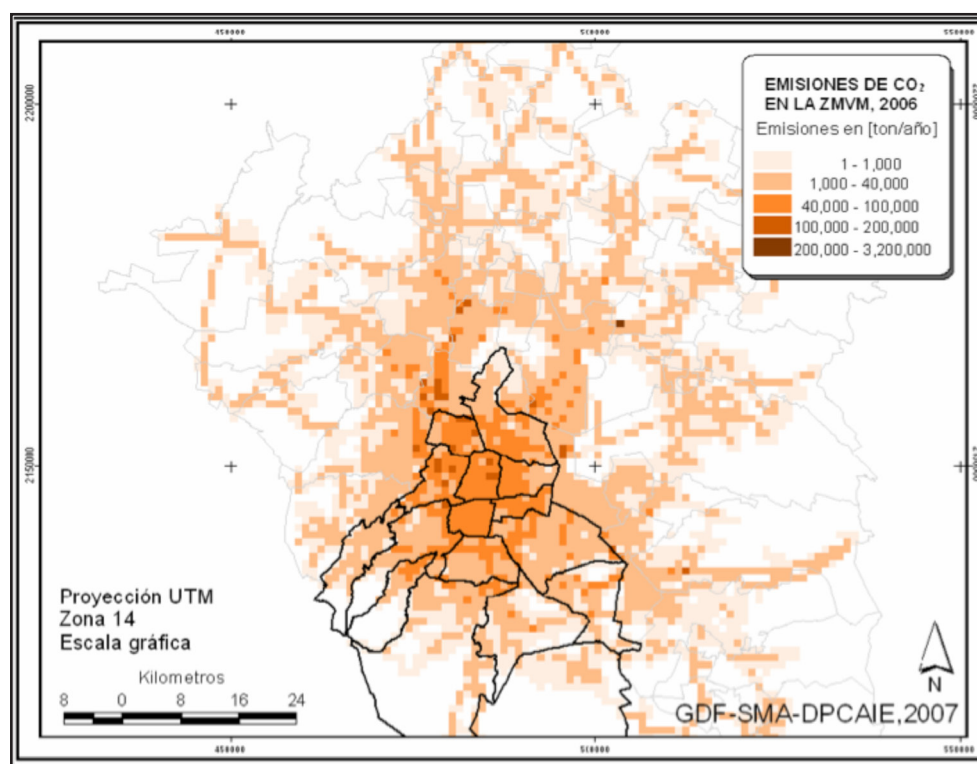 450000 500000 550000
2200000
2200000
EMISIONES DE CO₂
EN LA ZMVM, 2006
Emisiones en [ton/año]
1 - 1,000
1,000 - 40,000
40,000 - 100,000
100,000 - 200,000
200,000 - 3,200,000
2150000
2150000
Proyección UTM
Zona 14
Escala gráfica
Kilometros
8 0 8 16 24
N
GDF-SMA-DPCAIE,2007
450000 500000 550000